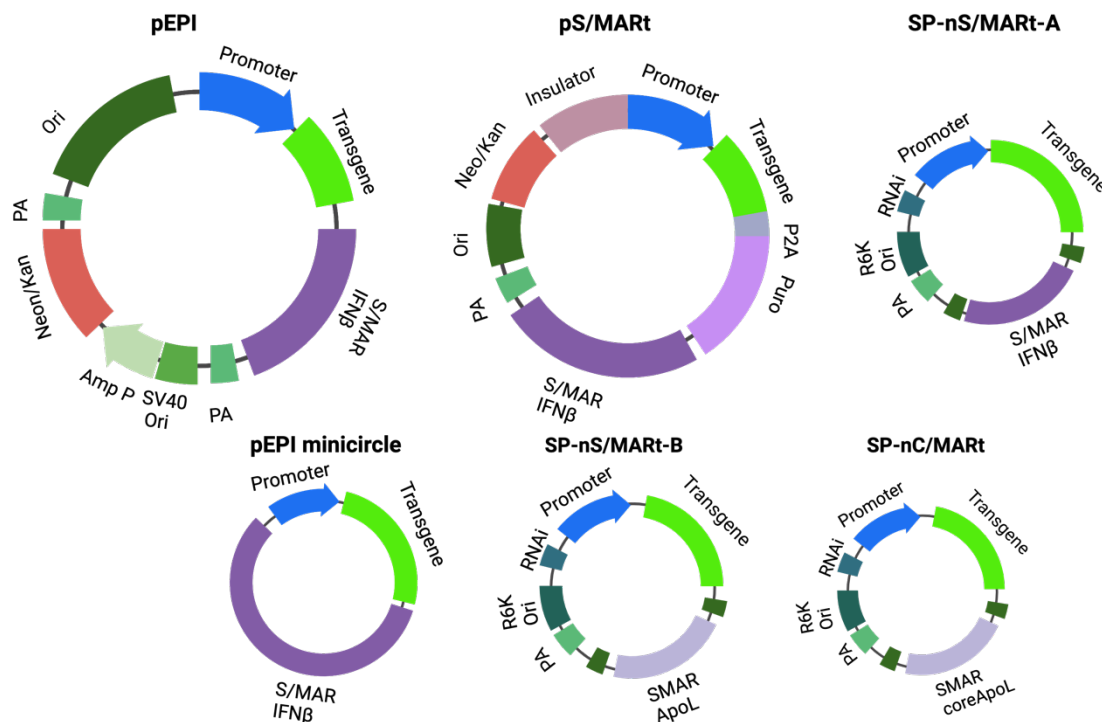 pEPI
Promoter
Transgene
S/MAR
IFNβ
PA
SV40
Ori
Amp P
Neon/Kan
PA
Ori
pS/MARt
Insulator
Promoter
Transgene
P2A
Puro
S/MAR
IFNβ
PA
Ori
Neo/Kan
SP-nS/MARt-A
Promoter
Transgene
S/MAR
IFNβ
PA
R6K
Ori
RNAi
pEPI minicircle
Promoter
Transgene
S/MAR
IFNβ
SP-nS/MARt-B
Promoter
Transgene
SMAR
ApoL
PA
R6K
Ori
RNAi
SP-nC/MARt
Promoter
Transgene
SMAR
coreApoL
PA
R6K
Ori
RNAi